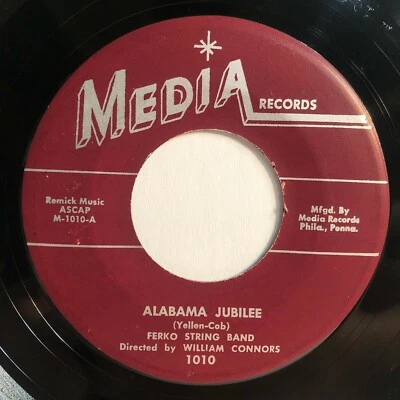 MEDIA RECORDS
Remick Music
ASCAP
M-1010-A
Mfgd. By
Media Records
Phila., Penna.
ALABAMA JUBILEE
(Yellen-Cob)
FERKO STRING BAND
Directed by WILLIAM CONNORS
1010